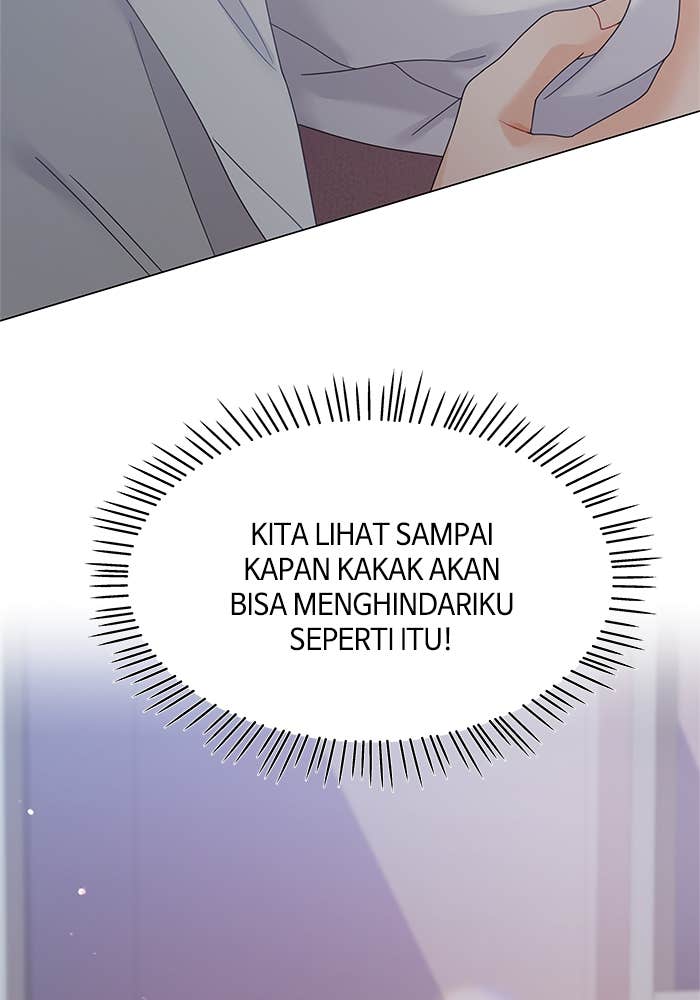 KITA LIHAT SAMPAI
KAPAN KAKAK AKAN
BISA MENGHINDARIKU
SEPERTI ITU!